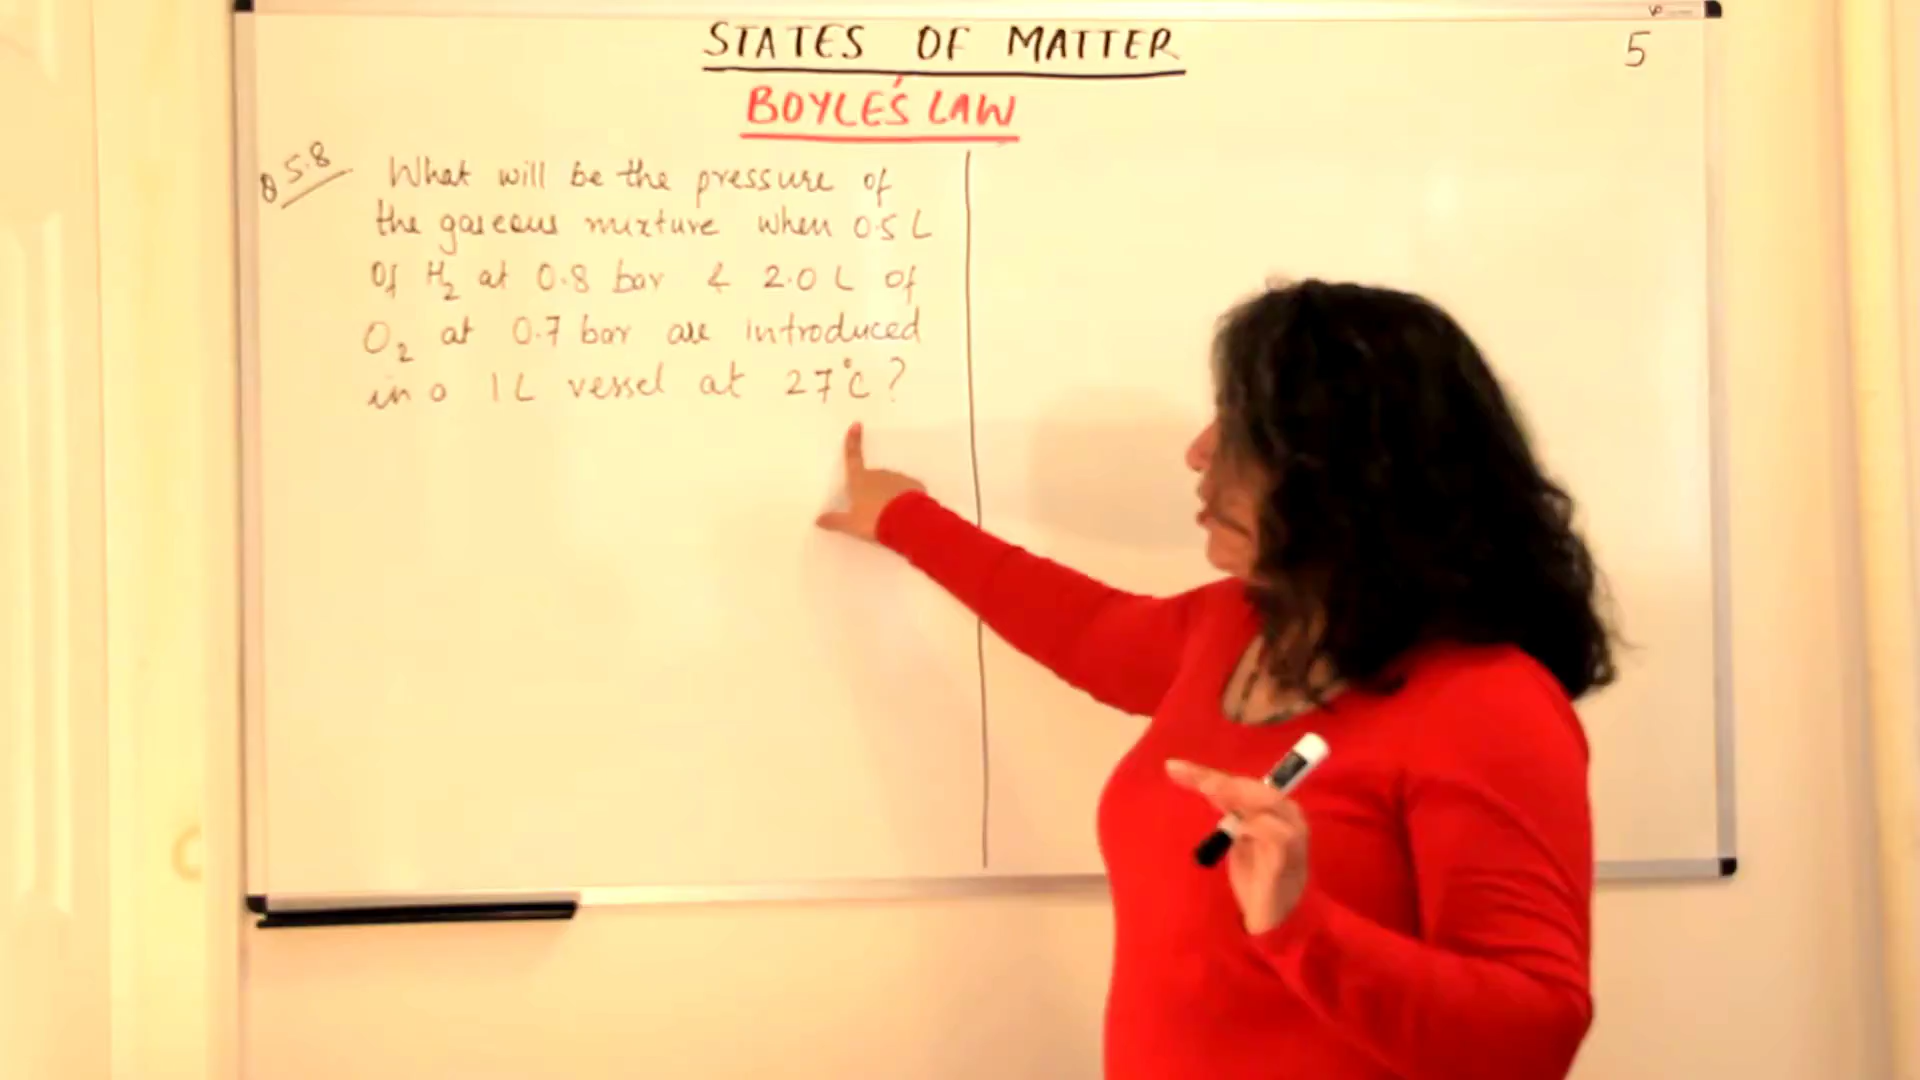 STATES OF MATTER
5
BOYLE'S LAW
Q 5.8
What will be the pressure of
the gaseous mixture when 0.5 L
of H₂ at 0.8 bar & 2.0 L of
O₂ at 0.7 bar are introduced
in a 1 L vessel at 27°C?